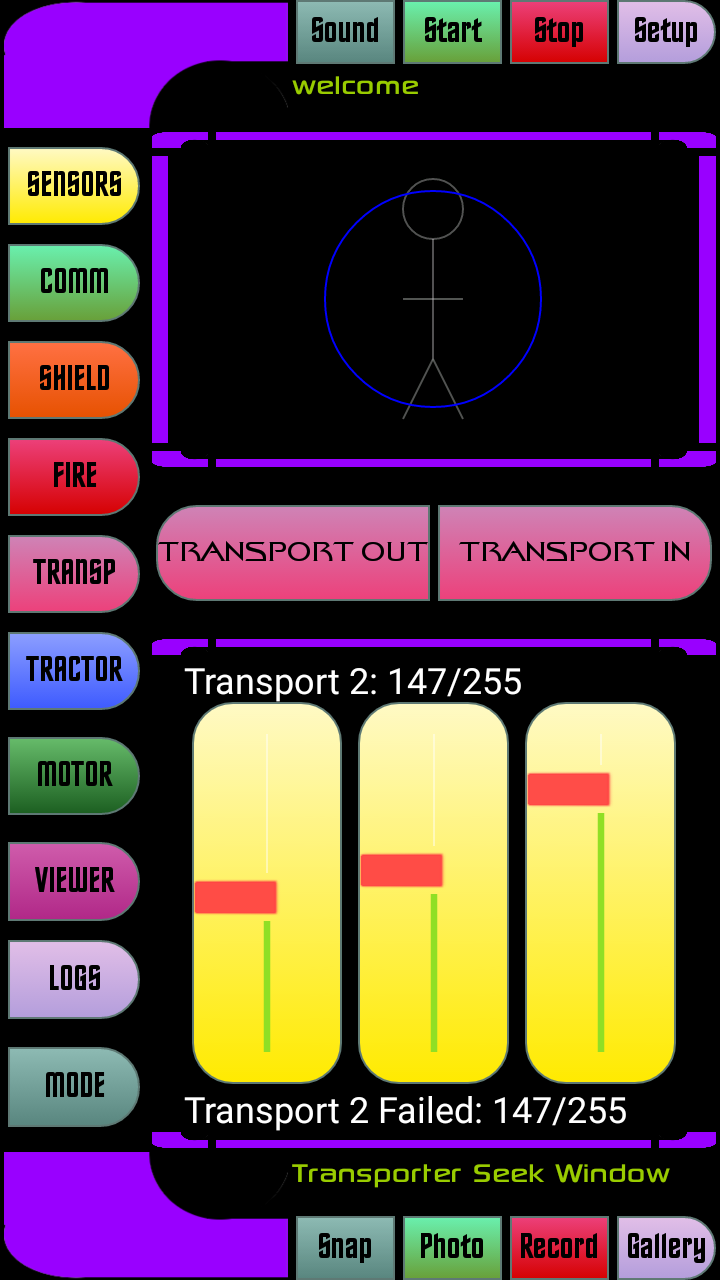 Sound Start Stop Setup
welcome
SENSORS
COMM
SHIELD
FIRE
TRANSP
TRACTOR
MOTOR
VIEWER
LOGS
MODE
TRANSPORT OUT TRANSPORT IN
Transport 2: 147/255
Transport 2 Failed: 147/255
Transporter Seek Window
Snap Photo Record Gallery